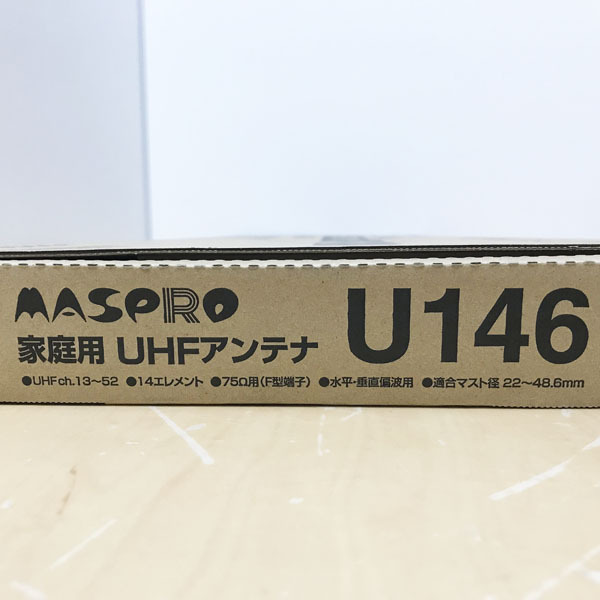 MASPRO
家庭用 UHFアンテナ U146
●UHF ch.13～52 ●14エレメント ●75Ω用(F型端子) ●水平・垂直偏波用 ●適合マスト径 22～48.6mm